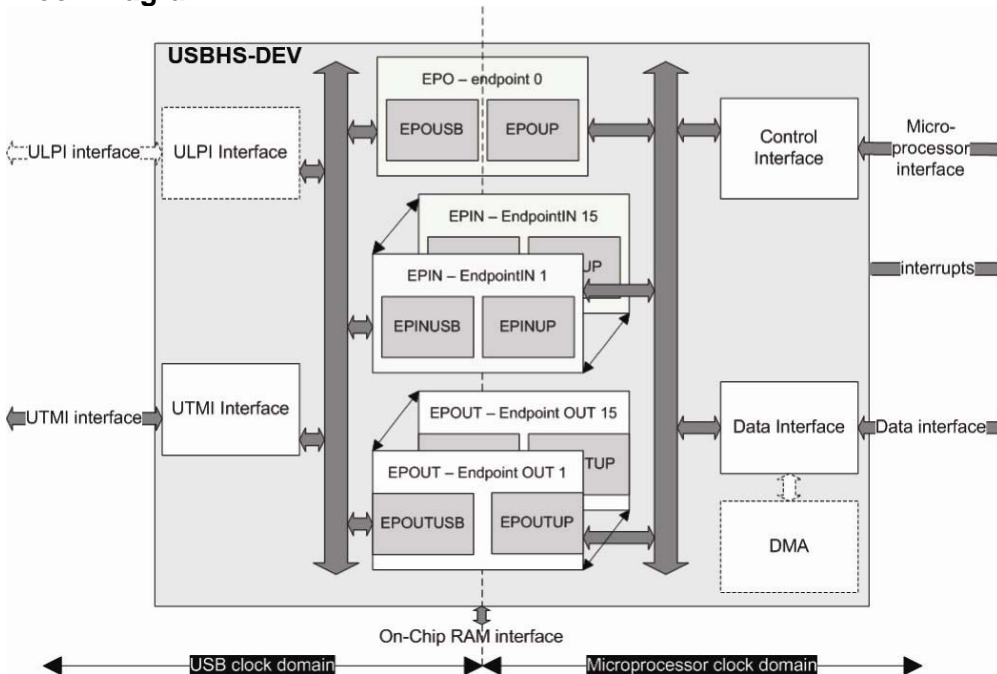 USBHS-DEV
EPO – endpoint 0
EPOUSB
EPOUP
ULPI interface
ULPI Interface
Control
Interface
Micro-
processor
interface
EPIN – EndpointIN 15
UP
EPIN – EndpointIN 1
EPINUSB
EPINUP
interrupts
UTMI interface
UTMI Interface
EPOUT – Endpoint OUT 15
TUP
EPOUT – Endpoint OUT 1
EPOUTUSB
EPOUTUP
Data Interface
Data interface
DMA
On-Chip RAM interface
USB clock domain
Microprocessor clock domain